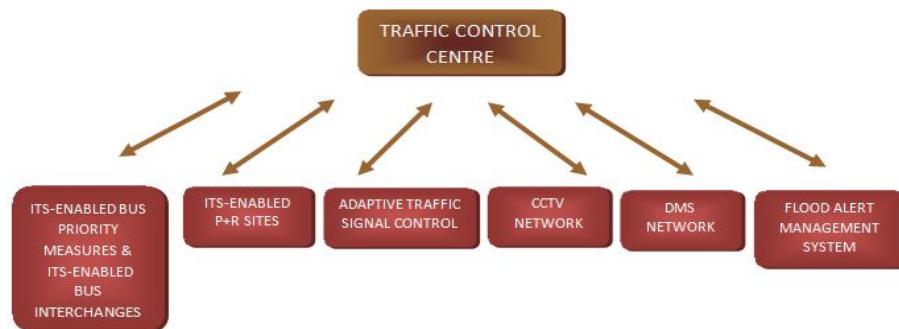 TRAFFIC CONTROL
CENTRE
ITS-ENABLED BUS
PRIORITY
MEASURES &
ITS-ENABLED
BUS
INTERCHANGES
ITS-ENABLED
P+R SITES
ADAPTIVE TRAFFIC
SIGNAL CONTROL
CCTV
NETWORK
DMS
NETWORK
FLOOD ALERT
MANAGEMENT
SYSTEM